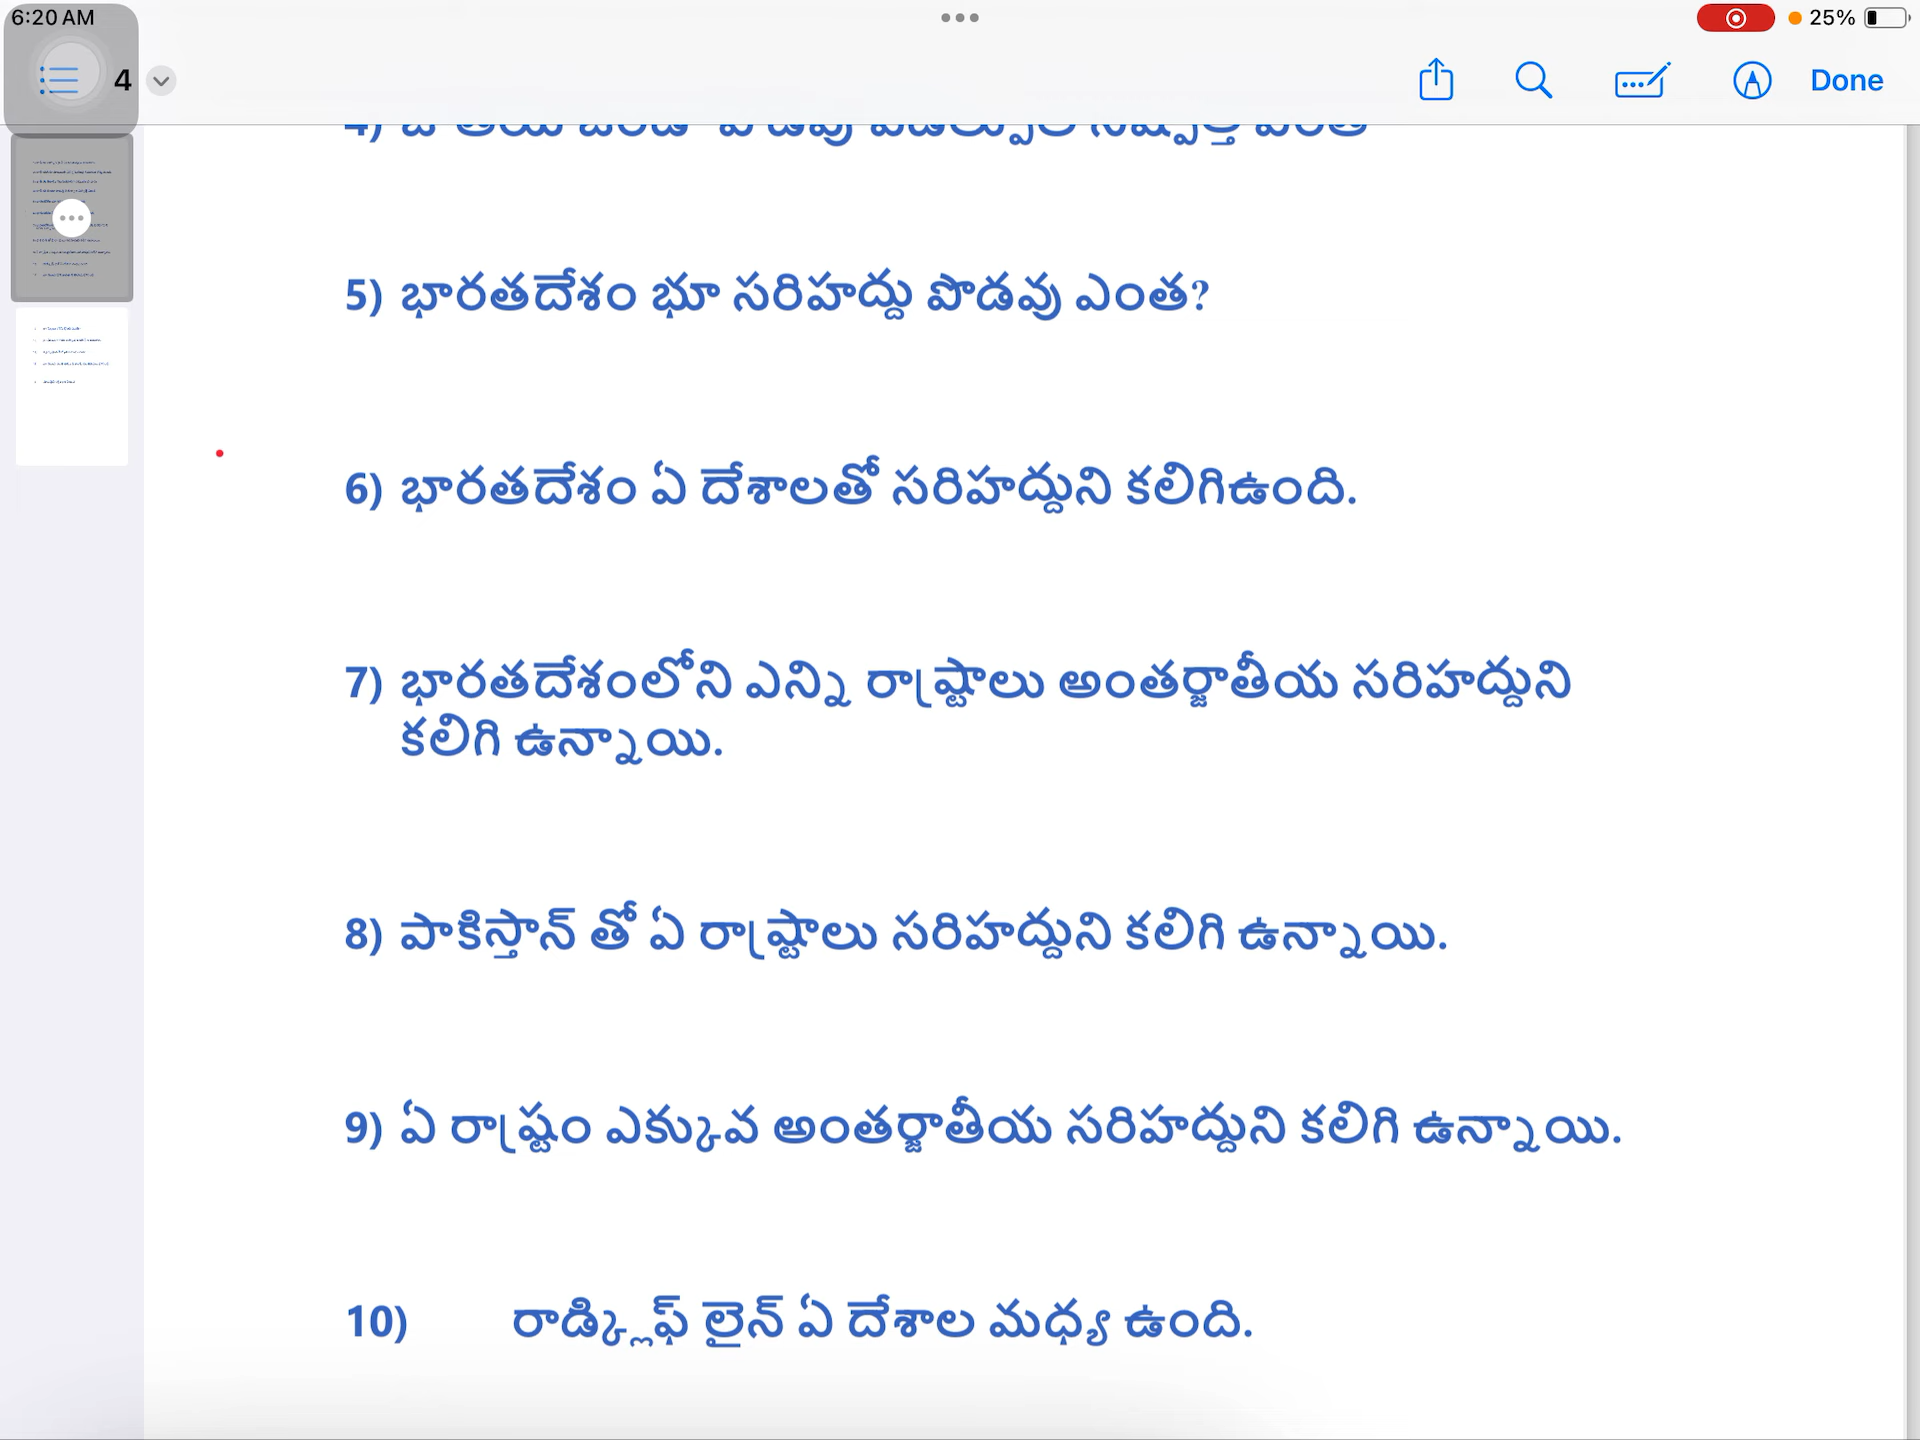 6:20 AM
25%
4
Done
5) భారతదేశం భూ సరిహద్దు పొడవు ఎంత?
6) భారతదేశం ఏ దేశాలతో సరిహద్దుని కలిగిఉంది.
7) భారతదేశంలోని ఎన్ని రాష్ట్రాలు అంతర్జాతీయ సరిహద్దుని
కలిగి ఉన్నాయి.
8) పాకిస్తాన్ తో ఏ రాష్ట్రాలు సరిహద్దుని కలిగి ఉన్నాయి.
9) ఏ రాష్ట్రం ఎక్కువ అంతర్జాతీయ సరిహద్దుని కలిగి ఉన్నాయి.
10) రాడ్క్లిఫ్ లైన్ ఏ దేశాల మధ్య ఉంది.